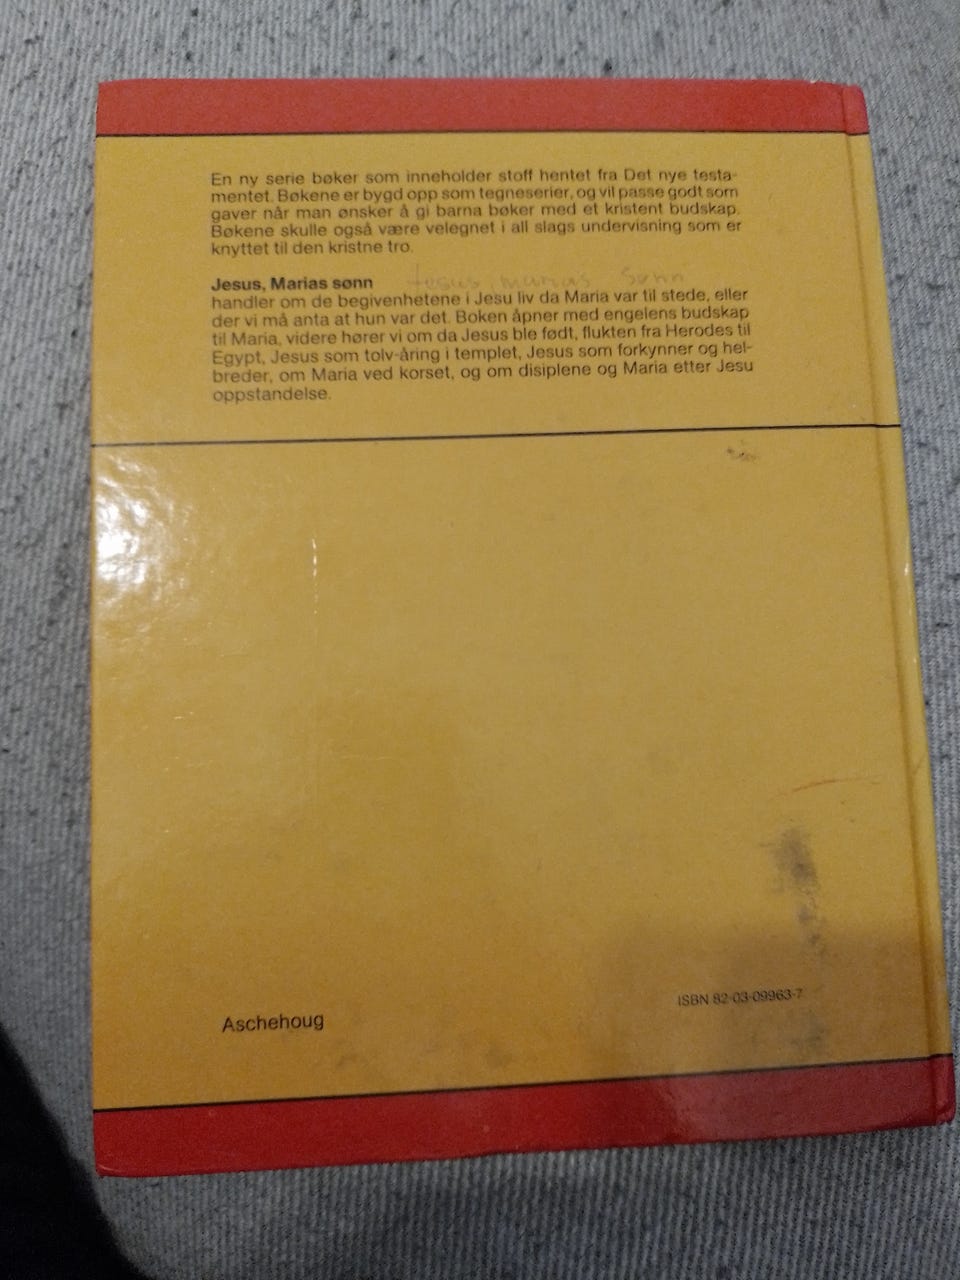 En ny serie bøker som inneholder stoff hentet fra Det nye testa-
mentet. Bøkene er bygd opp som tegneserier, og vil passe godt som
gaver når man ønsker å gi barna bøker med et kristent budskap.
Bøkene skulle også være velegnet i all slags undervisning som er
knyttet til den kristne tro.
Jesus, Marias sønn Jesus, marias Sønn
handler om de begivenhetene i Jesu liv da Maria var til stede, eller
der vi må anta at hun var det. Boken åpner med engelens budskap
til Maria, videre hører vi om da Jesus ble født, flukten fra Herodes til
Egypt, Jesus som tolv-åring i templet, Jesus som forkynner og hel-
breder, om Maria ved korset, og om disiplene og Maria etter Jesu
oppstandelse.
Aschehoug
ISBN 82-03-09963-7